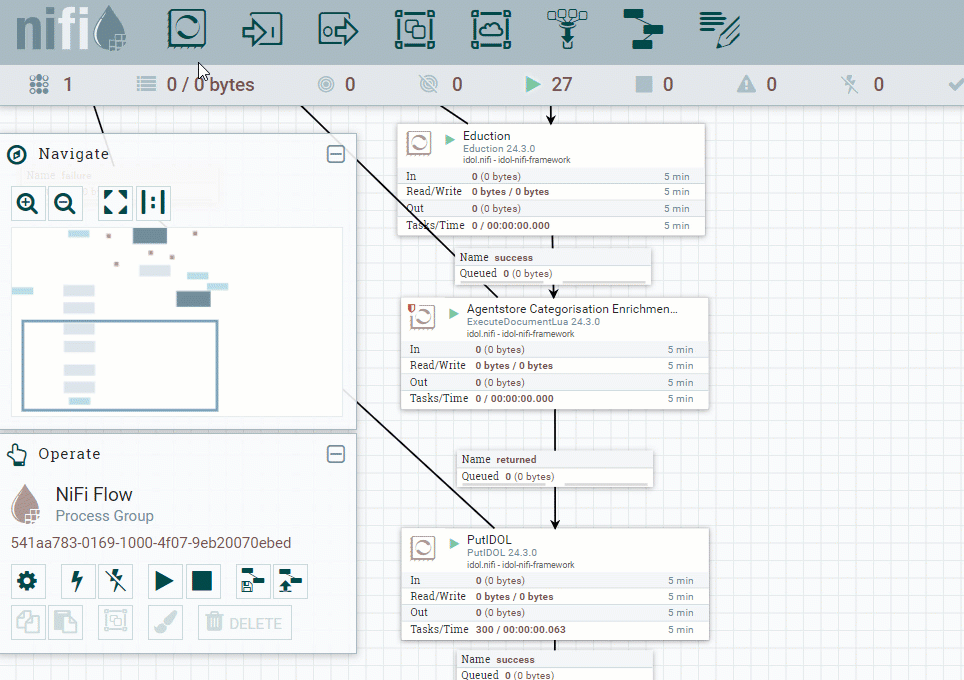 nifi
1
0 / 0 bytes
0
0
27
0
0
0
Navigate
Name failure
Operate
NiFi Flow
Process Group
541aa783-0169-1000-4f07-9eb20070ebed
DELETE
Eduction
Eduction 24.3.0
idol.nifi - idol-nifi-framework
In 0 (0 bytes) 5 min
Read/Write 0 bytes / 0 bytes 5 min
Out 0 (0 bytes) 5 min
Tasks/Time 0 / 00:00:00.000 5 min
Name success
Queued 0 (0 bytes)
Agentstore Categorisation Enrichmen...
ExecuteDocumentLua 24.3.0
idol.nifi - idol-nifi-framework
In 0 (0 bytes) 5 min
Read/Write 0 bytes / 0 bytes 5 min
Out 0 (0 bytes) 5 min
Tasks/Time 0 / 00:00:00.000 5 min
Name returned
Queued 0 (0 bytes)
PutIDOL
PutIDOL 24.3.0
idol.nifi - idol-nifi-framework
In 0 (0 bytes) 5 min
Read/Write 0 bytes / 0 bytes 5 min
Out 0 (0 bytes) 5 min
Tasks/Time 300 / 00:00:00.063 5 min
Name success
Queued 0 (0 bytes)